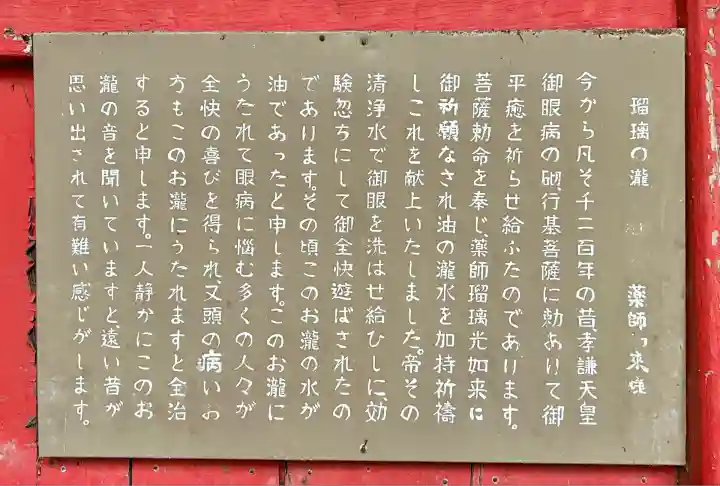 瑠璃の瀧 薬師
今から凡そ千二百年の昔、孝謙天皇
御眼病の砌、行基菩薩に勅ありて御
平癒を祈らせ給ふたのであります。
菩薩勅命を奉じ、薬師瑠璃光如来に
御祈願なされ油の瀧水を加持祈禱
しこれを献上いたしました。帝その
清浄水で御眼を洗はせ給ひしに、効
験忽ちにして御全快遊ばされたの
であります。その頃このお瀧の水が
油であったと申します。このお瀧に
うたれて眼病に悩む多くの人々が
全快の喜びを得られ、又頭の病いお
方もこのお瀧にうたれますと全治
すると申します。一人静かにこのお
瀧の音を聞いていますと遠い昔が
思い出されて有難い感じがします。